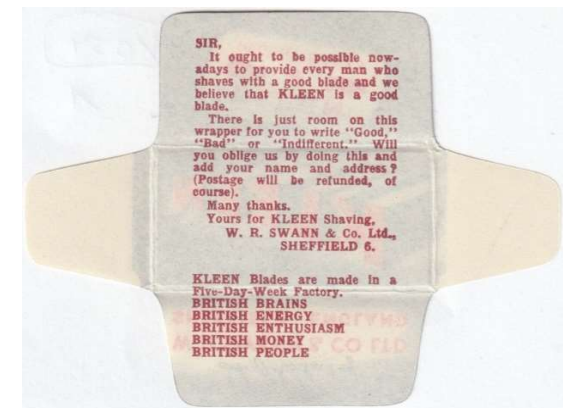 SIR,
It ought to be possible now-
adays to provide every man who
shaves with a good blade and we
believe that KLEEN is a good
blade.
There is just room on this
wrapper for you to write "Good,"
"Bad" or "Indifferent." Will
you oblige us by doing this and
add your name and address?
(Postage will be refunded, of
course).
Many thanks.
Yours for KLEEN Shaving,
W. R. SWANN & Co. Ltd.,
SHEFFIELD 6.
KLEEN Blades are made in a
Five-Day-Week Factory.
BRITISH BRAINS
BRITISH ENERGY
BRITISH ENTHUSIASM
BRITISH MONEY
BRITISH PEOPLE